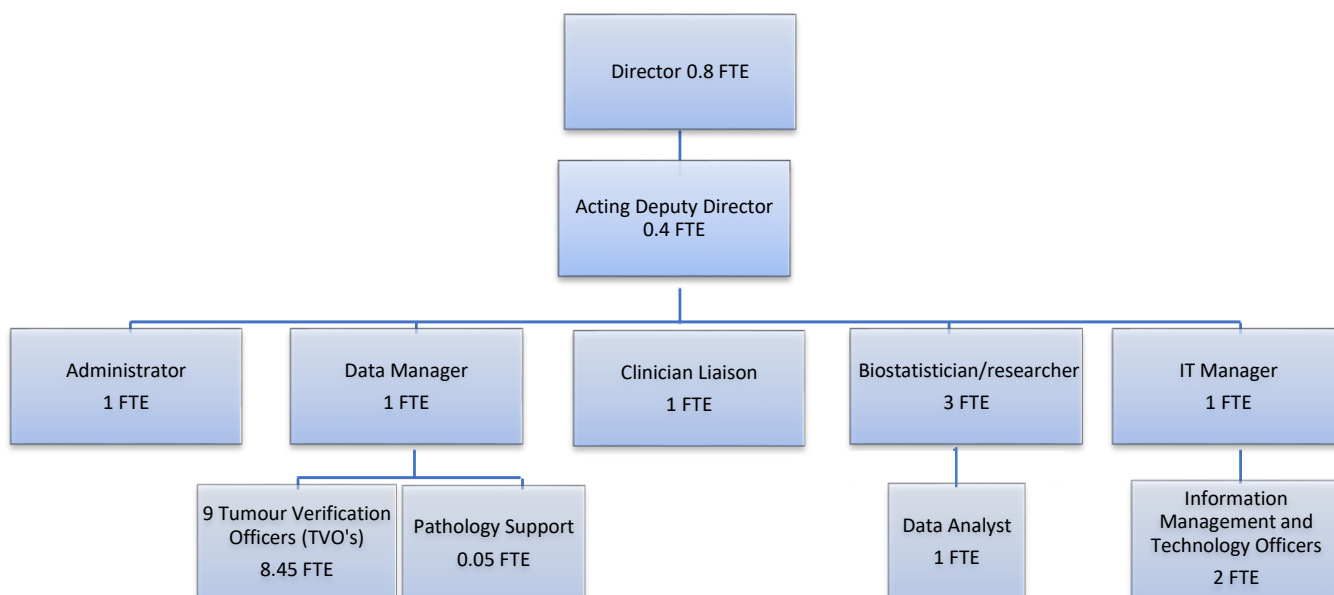 Director 0.8 FTE
Acting Deputy Director
0.4 FTE
Administrator
1 FTE
Data Manager
1 FTE
Clinician Liaison
1 FTE
Biostatistician/researcher
3 FTE
IT Manager
1 FTE
9 Tumour Verification
Officers (TVO's)
8.45 FTE
Pathology Support
0.05 FTE
Data Analyst
1 FTE
Information
Management and
Technology Officers
2 FTE